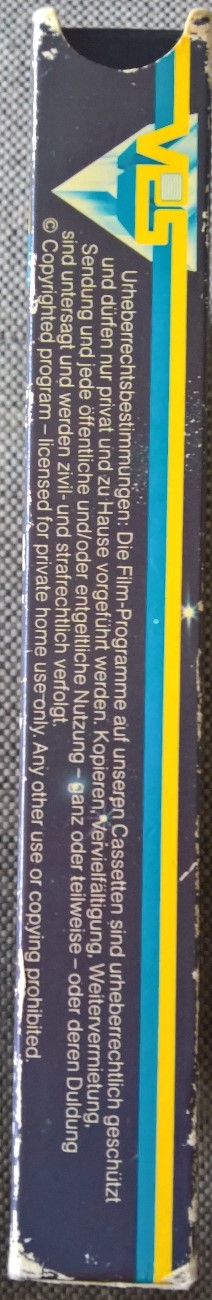 VPS
Urheberrechtsbestimmungen: Die Film-Programme auf unseren Cassetten sind urheberrechtlich geschützt
und dürfen nur privat und zu Hause vorgeführt werden. Kopieren, Vervielfältigung, Weitervermietung,
Sendung und jede öffentliche und/oder entgeltliche Nutzung – ganz oder teilweise – oder deren Duldung
sind untersagt und werden zivil- und strafrechtlich verfolgt.
© Copyrighted program – licensed for private home use only. Any other use or copying prohibited.